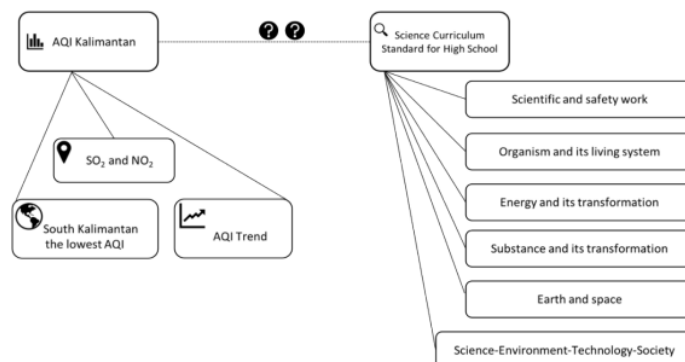 AQI Kalimantan
? ?
Science Curriculum
Standard for High School
SO₂ and NO₂
South Kalimantan
the lowest AQI
AQI Trend
Scientific and safety work
Organism and its living system
Energy and its transformation
Substance and its transformation
Earth and space
Science-Environment-Technology-Society